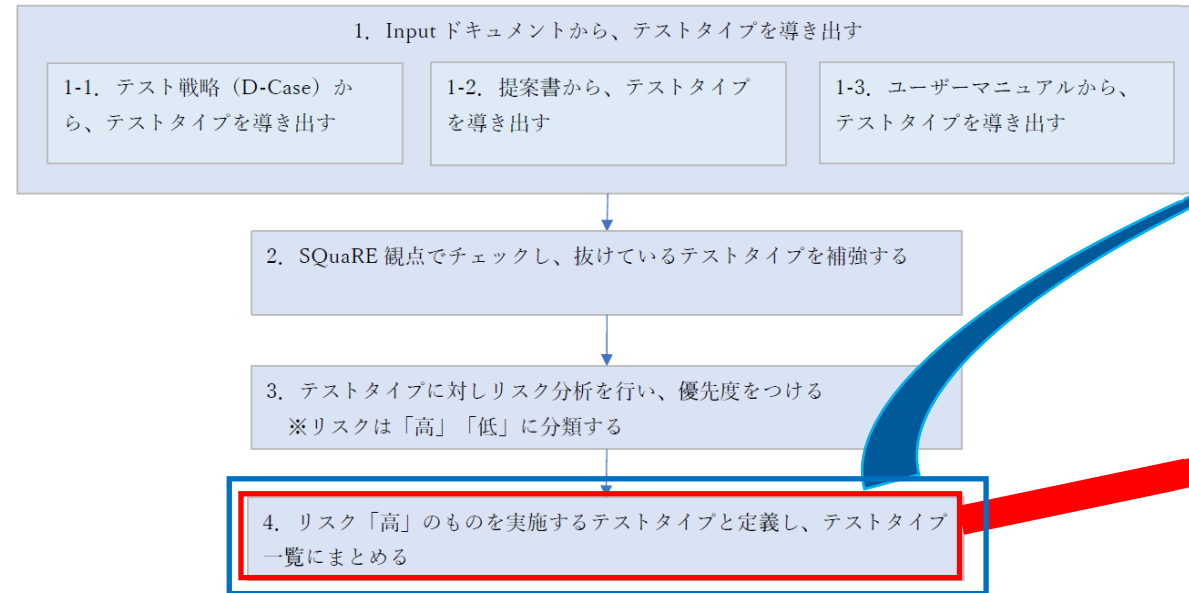 1. Input ドキュメントから、テストタイプを導き出す
1-1. テスト戦略（D-Case）か
ら、テストタイプを導き出す
1-2. 提案書から、テストタイプ
を導き出す
1-3. ユーザーマニュアルから、
テストタイプを導き出す
2. SQuaRE 観点でチェックし、抜けているテストタイプを補強する
3. テストタイプに対しリスク分析を行い、優先度をつける
※リスクは「高」「低」に分類する
4. リスク「高」のものを実施するテストタイプと定義し、テストタイプ
一覧にまとめる